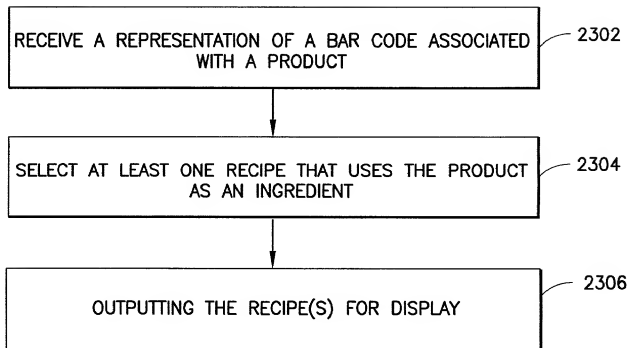 RECEIVE A REPRESENTATION OF A BAR CODE ASSOCIATED
WITH A PRODUCT
2302
SELECT AT LEAST ONE RECIPE THAT USES THE PRODUCT
AS AN INGREDIENT
2304
OUTPUTTING THE RECIPE(S) FOR DISPLAY
2306